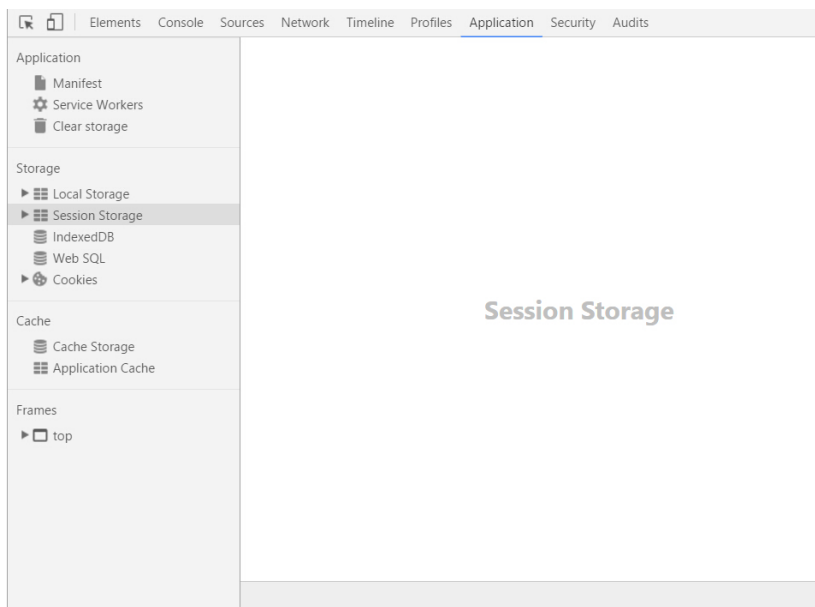 Elements Console Sources Network Timeline Profiles Application Security Audits
Application
Manifest
Service Workers
Clear storage
Storage
Local Storage
Session Storage
IndexedDB
Web SQL
Cookies
Cache
Cache Storage
Application Cache
Frames
top
Session Storage